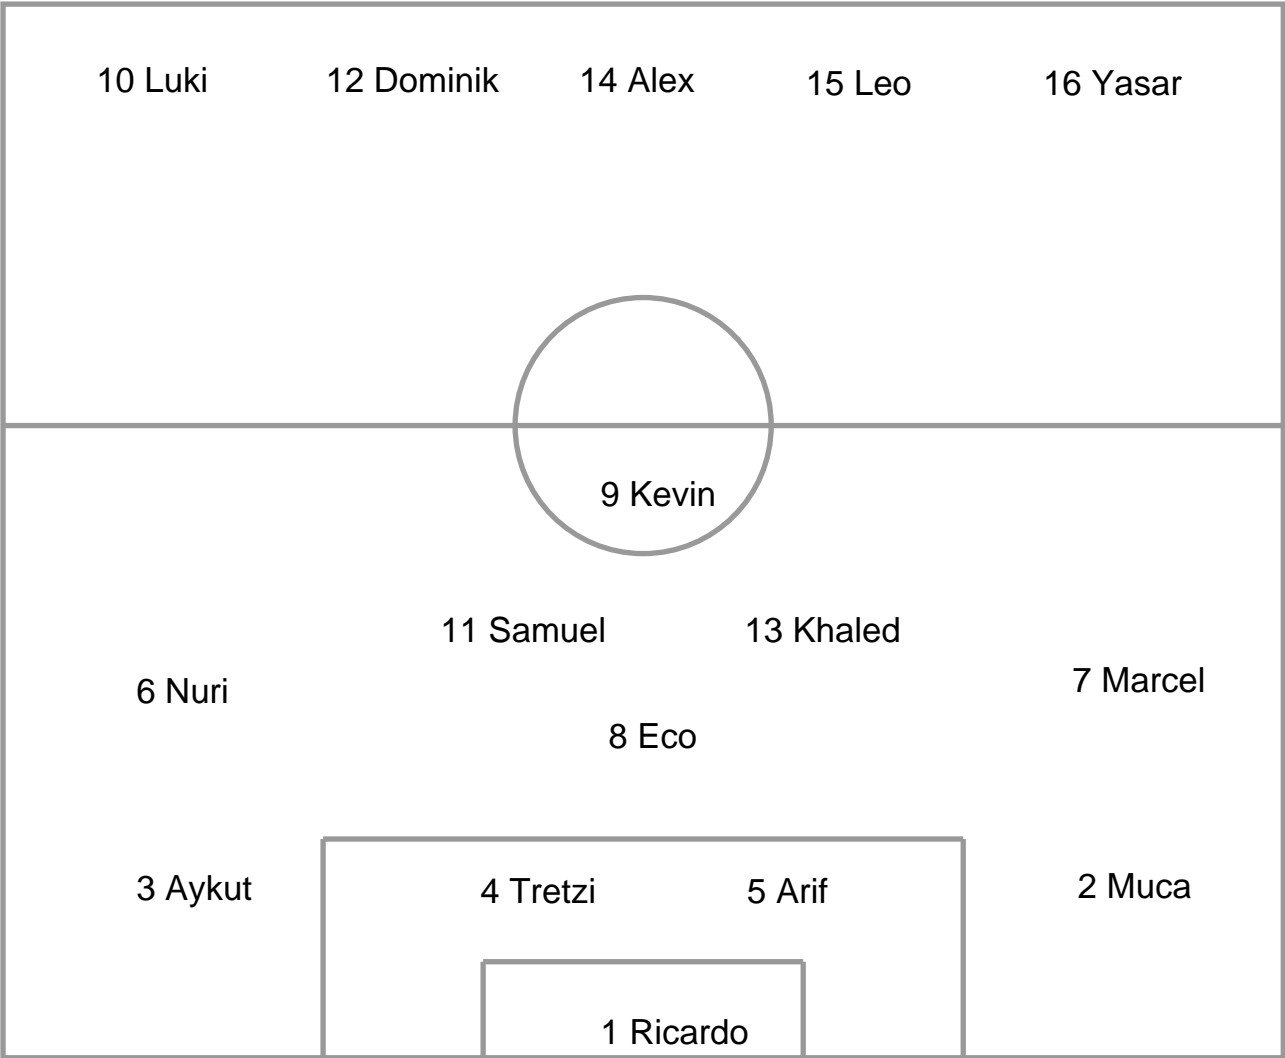 10 Luki
12 Dominik
14 Alex
15 Leo
16 Yasar
9 Kevin
11 Samuel
13 Khaled
6 Nuri
7 Marcel
8 Eco
3 Aykut
4 Tretzi
5 Arif
2 Muca
1 Ricardo